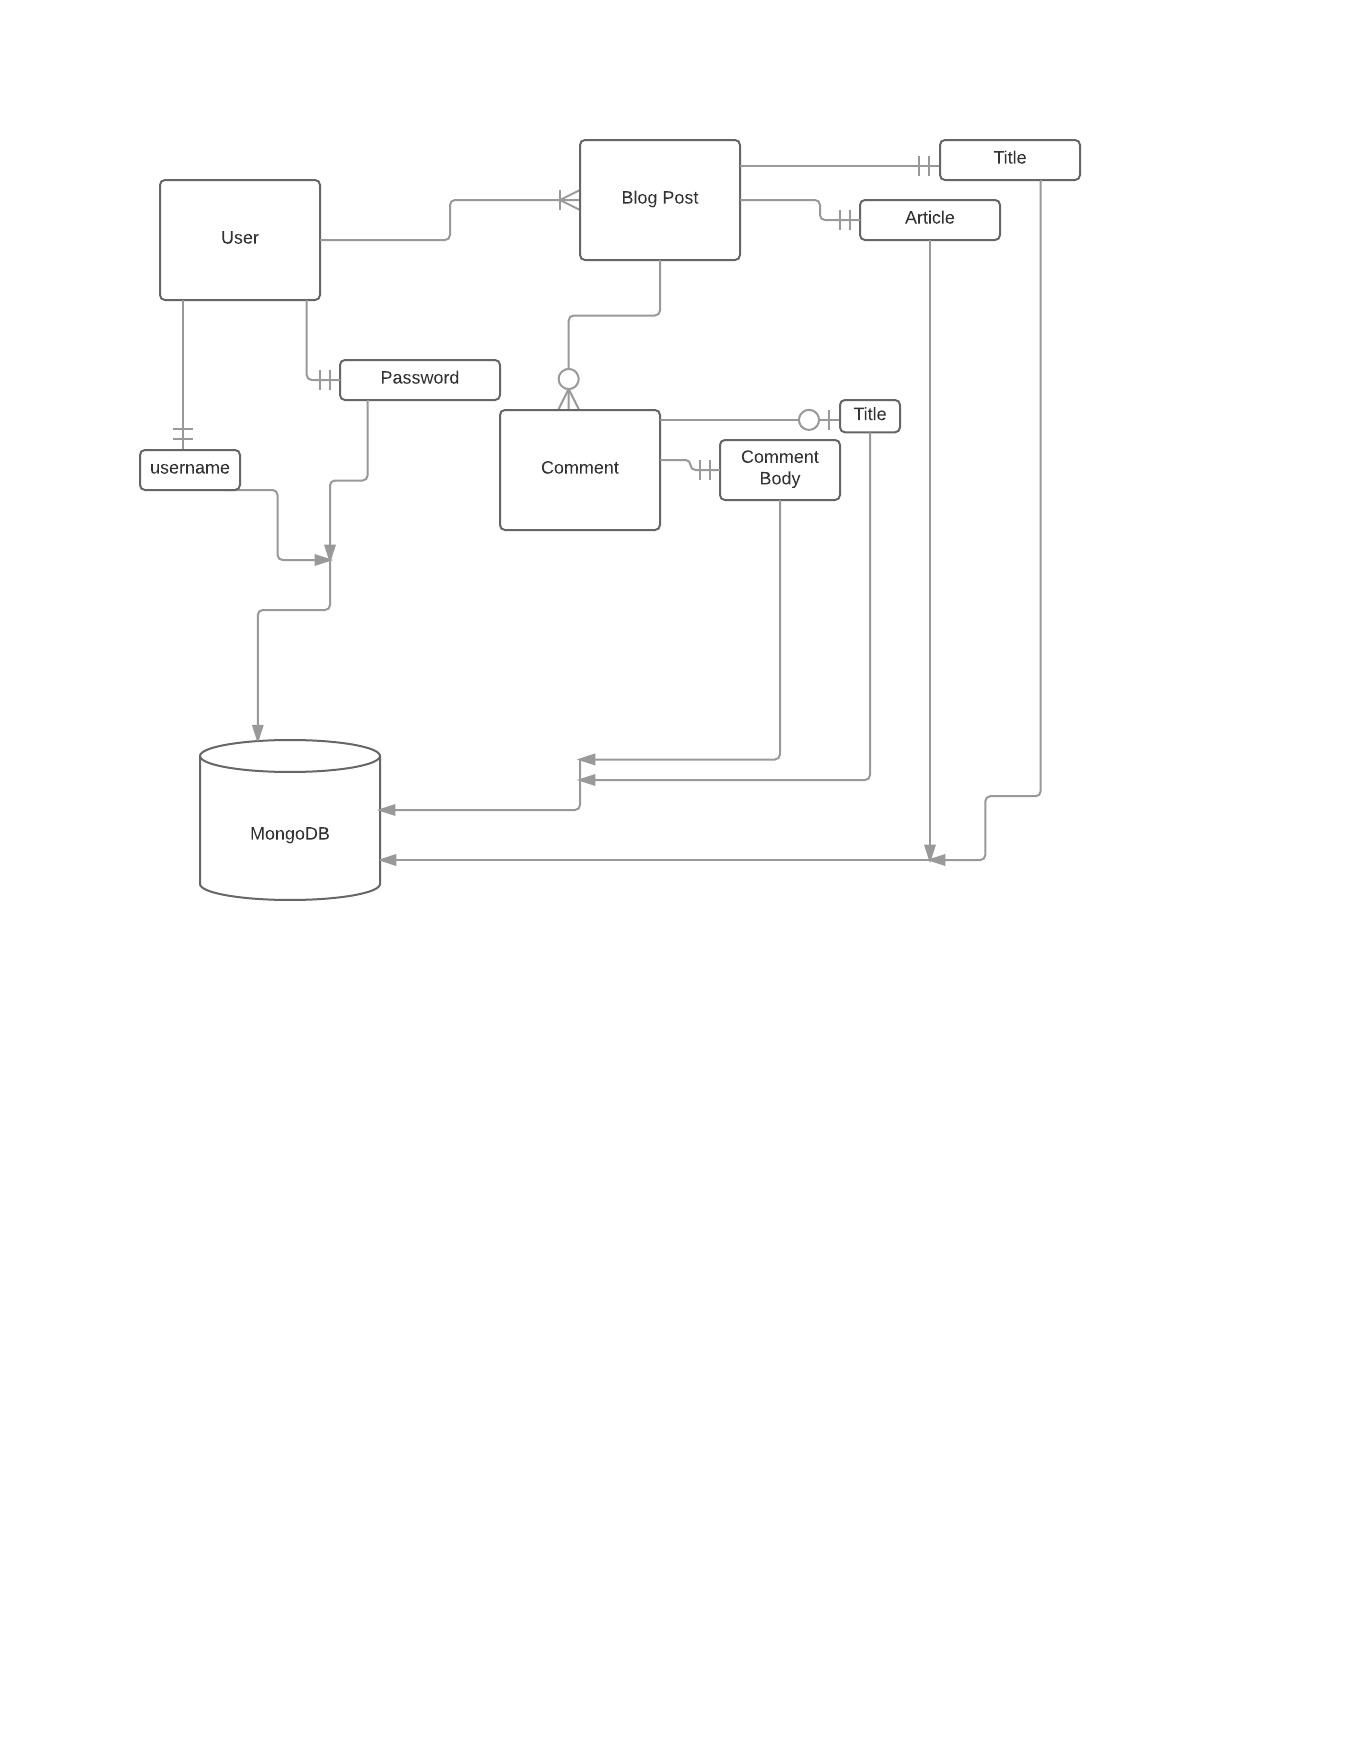 Title
Blog Post
Article
User
Password
Title
Comment
Body
username
Comment
MongoDB